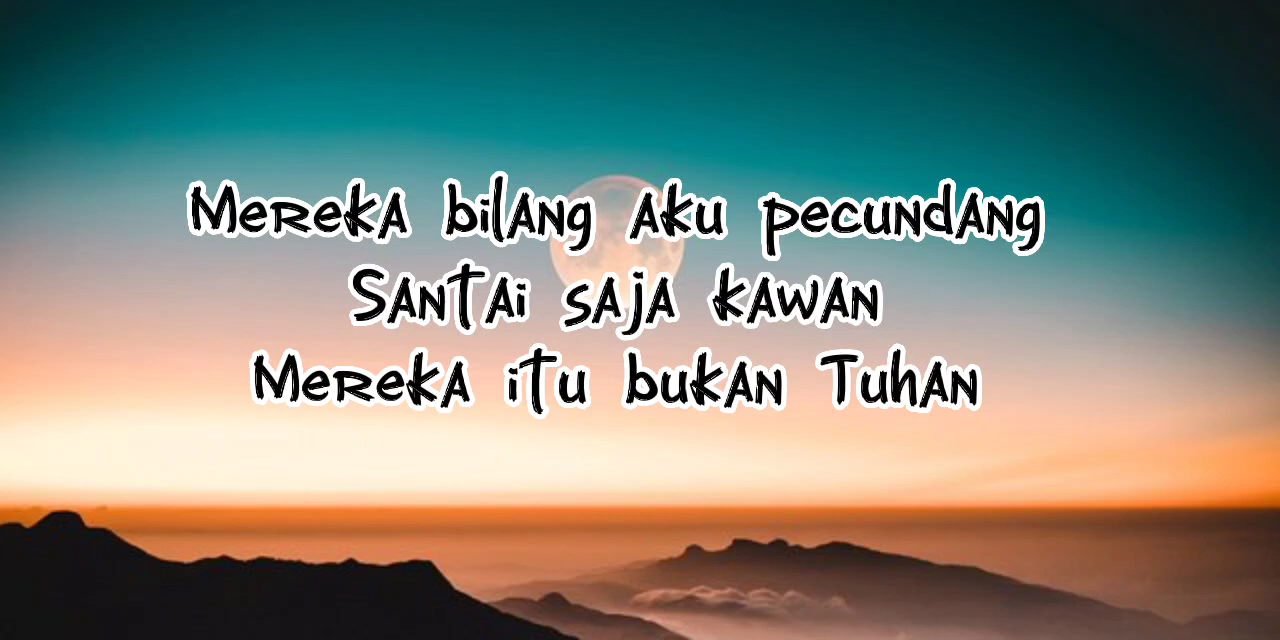 Mereka bilang aku pecundang
Santai saja kawan
Mereka itu bukan Tuhan